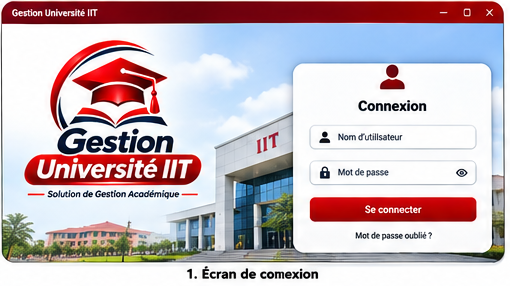 Gestion Université IIT
Gestion
Université IIT
Solution de Gestion Académique
IIT
Connexion
Nom d'utilisateur
Mot de passe
Se connecter
Mot de passe oublié ?
1. Écran de comexion